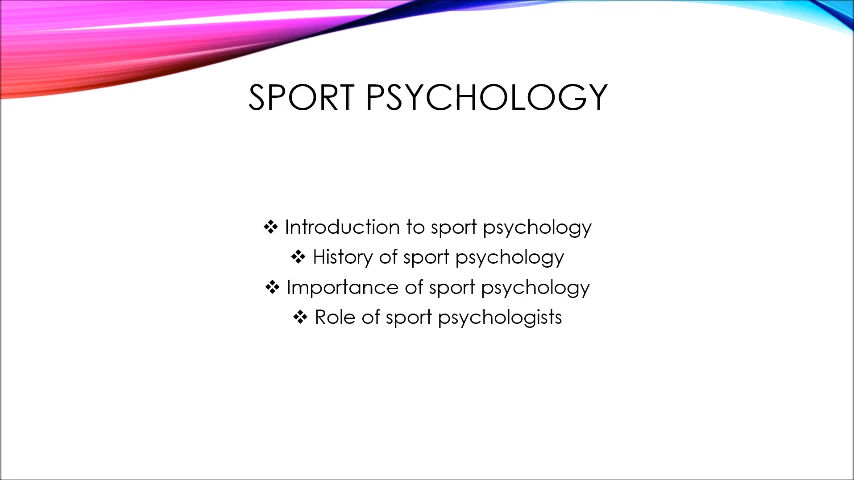 SPORT PSYCHOLOGY
❖ Introduction to sport psychology
❖ History of sport psychology
❖ Importance of sport psychology
❖ Role of sport psychologists